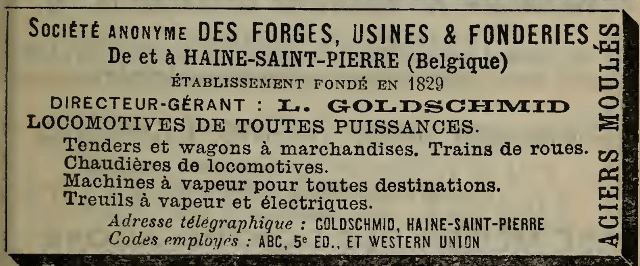 SOCIÉTÉ ANONYME DES FORGES, USINES & FONDERIES
De et à HAINE-SAINT-PIERRE (Belgique)
ÉTABLISSEMENT FONDÉ EN 1829
DIRECTEUR-GÉRANT : L. GOLDSCHMID
LOCOMOTIVES DE TOUTES PUISSANCES.
Tenders et wagons à marchandises. Trains de roues.
Chaudières de locomotives.
Machines à vapeur pour toutes destinations.
Treuils à vapeur et électriques.
Adresse télégraphique : GOLDSCHMID, HAINE-SAINT-PIERRE
Codes employés : ABC, 5e ED., ET WESTERN UNION
ACIERS MOULÉS